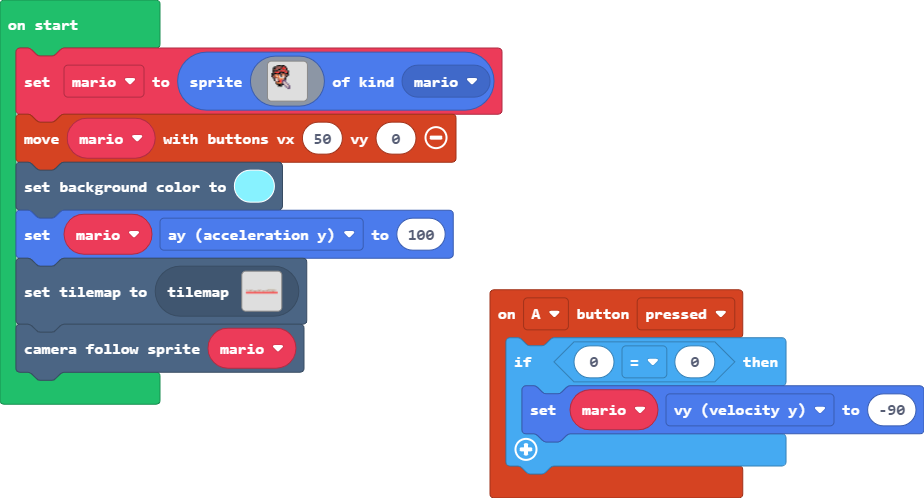 on start
set mario to sprite of kind mario
move mario with buttons vx 50 vy 0
set background color to
set mario ay (acceleration y) to 100
set tilemap to tilemap
camera follow sprite mario
on A button pressed
if 0 = 0 then
set mario vy (velocity y) to -90